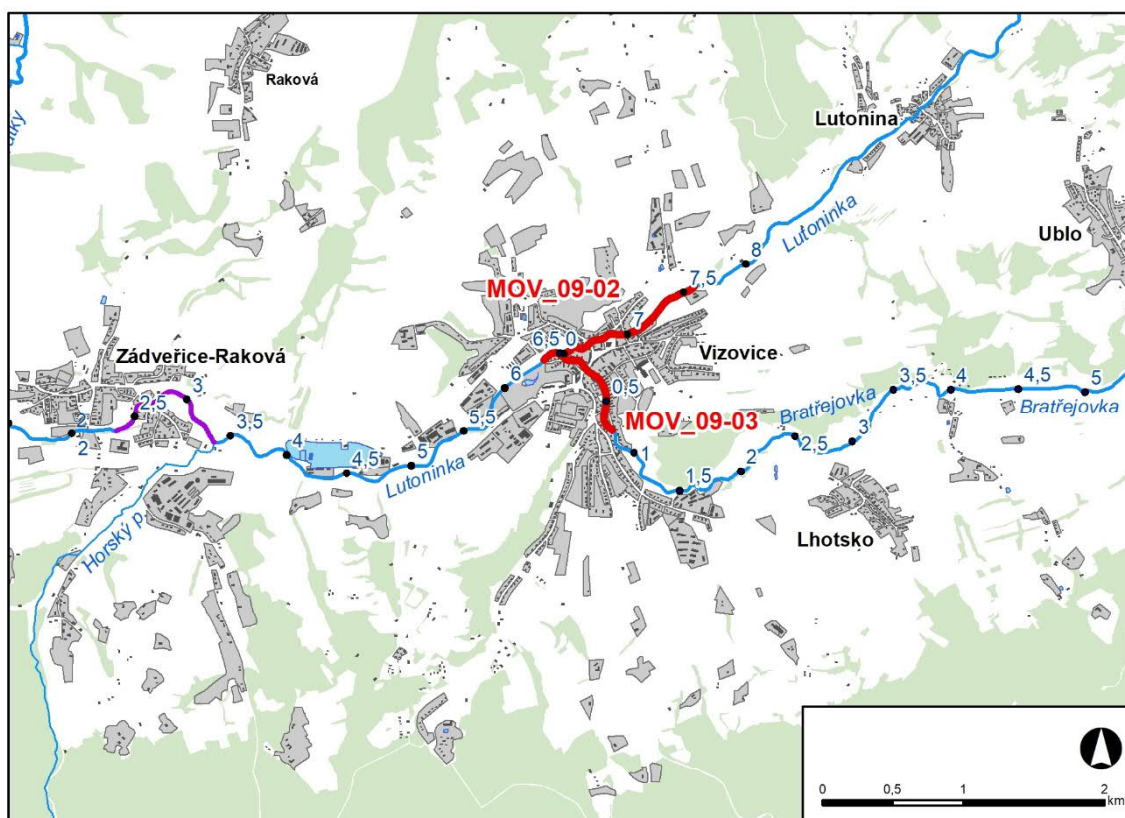 Raková
Lutonina
Ublo
Lutoninka
8
7,5
MOV_09-02
7
6,5
0
Vizovice
Zádveřice-Raková
6
3
2,5
0,5
3,5
4
4,5
5
Bratřejovka
Bratřejovka
MOV_09-03
5,5
2
2
3,5
3
2,5
4
4,5
5
Lutoninka
1
2
1,5
Horský p.
Lhotsko
0
0,5
1
2
km